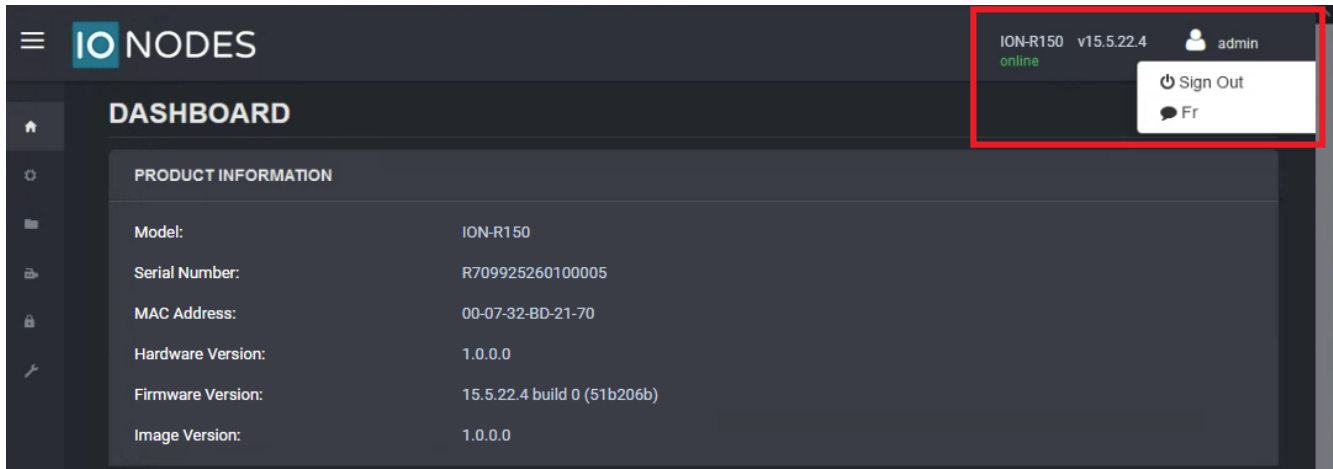 IO NODES
ION-R150 v15.5.22.4 admin
online
Sign Out
Fr
DASHBOARD
PRODUCT INFORMATION
Model: ION-R150
Serial Number: R709925260100005
MAC Address: 00-07-32-BD-21-70
Hardware Version: 1.0.0.0
Firmware Version: 15.5.22.4 build 0 (51b206b)
Image Version: 1.0.0.0